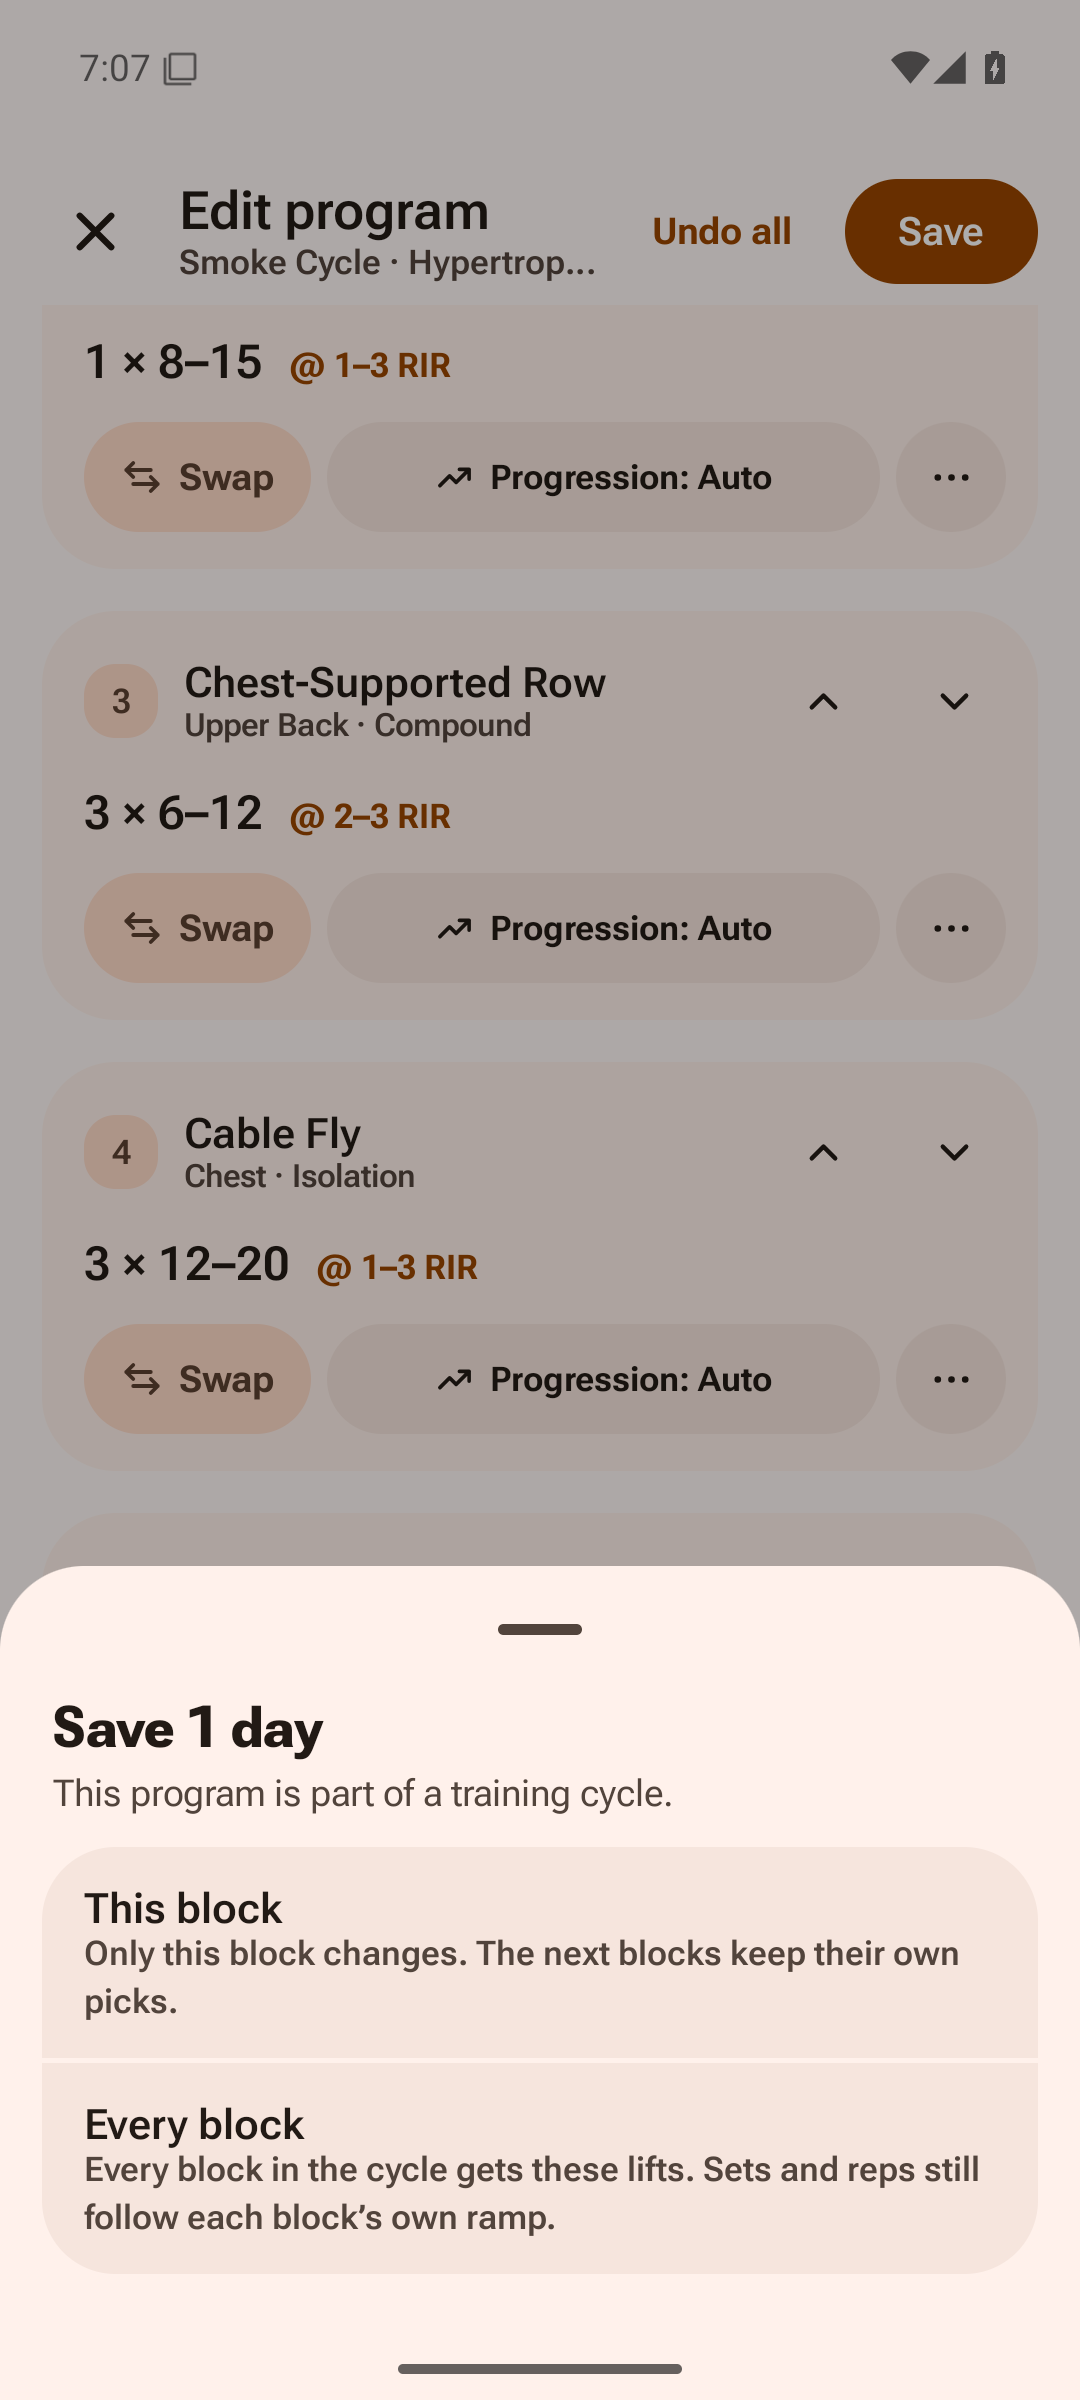 7:07
Edit program
Smoke Cycle · Hypertrop...
Undo all
Save
1 × 8–15 @ 1–3 RIR
Swap
Progression: Auto
3
Chest-Supported Row
Upper Back · Compound
3 × 6–12 @ 2–3 RIR
Swap
Progression: Auto
4
Cable Fly
Chest · Isolation
3 × 12–20 @ 1–3 RIR
Swap
Progression: Auto
Save 1 day
This program is part of a training cycle.
This block
Only this block changes. The next blocks keep their own
picks.
Every block
Every block in the cycle gets these lifts. Sets and reps still
follow each block’s own ramp.